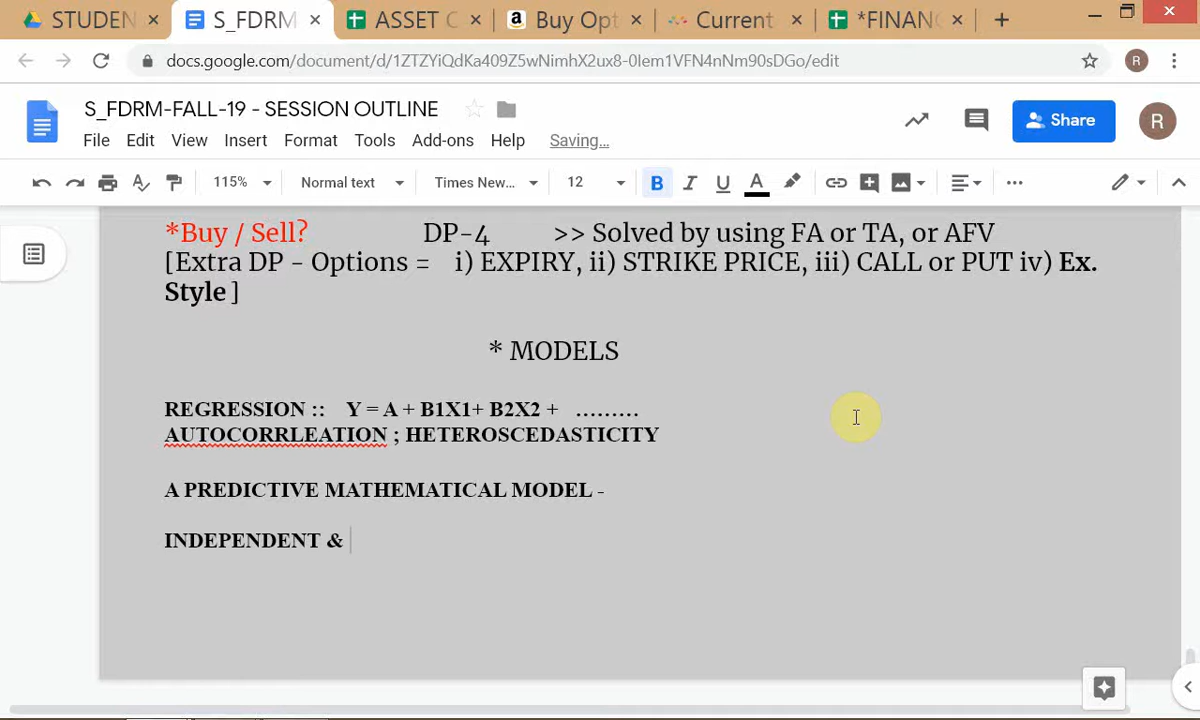 STUDEN
S_FDRM
ASSET C
Buy Opt
Current
*FINANC
docs.google.com/document/d/1ZTZYiQdKa409Z5wNimhX2ux8-0lem1VFN4nNm90sDGo/edit
R
S_FDRM-FALL-19 - SESSION OUTLINE
File Edit View Insert Format Tools Add-ons Help Saving...
Share
R
115% Normal text Times New... 12 B I U A
*Buy / Sell? DP-4 >> Solved by using FA or TA, or AFV
[Extra DP - Options = i) EXPIRY, ii) STRIKE PRICE, iii) CALL or PUT iv) Ex.
Style ]
* MODELS
REGRESSION :: Y = A + B1X1+ B2X2 + .........
AUTOCORRLEATION ; HETEROSCEDASTICITY
A PREDICTIVE MATHEMATICAL MODEL -
INDEPENDENT &